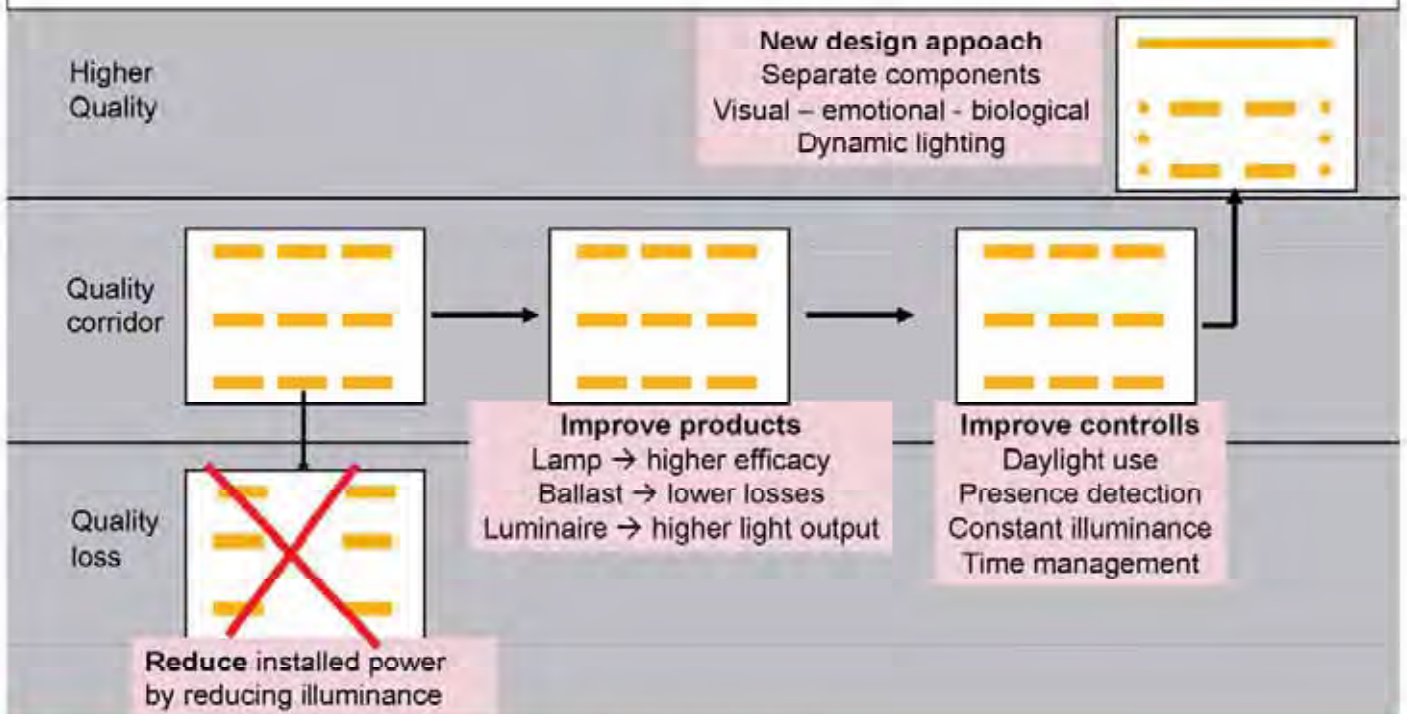 Higher
Quality
New design appoach
Separate components
Visual – emotional - biological
Dynamic lighting
Quality
corridor
Improve products
Lamp → higher efficacy
Ballast → lower losses
Luminaire → higher light output
Improve controlls
Daylight use
Presence detection
Constant illuminance
Time management
Quality
loss
Reduce installed power
by reducing illuminance